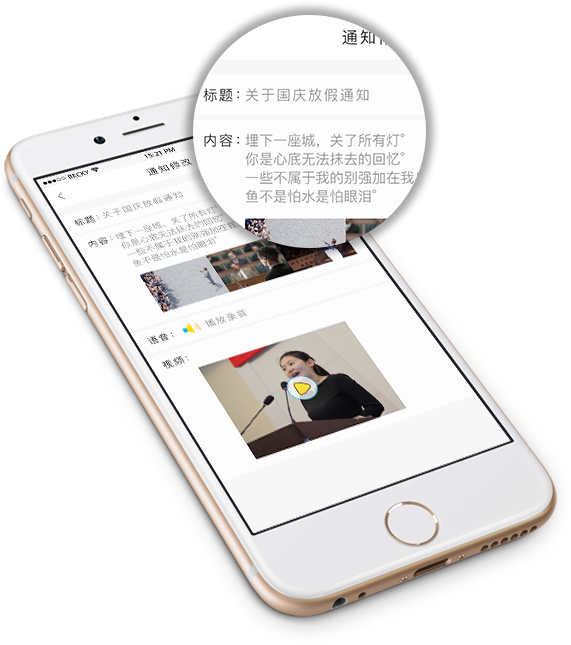 通知修
标题：关于国庆放假通知
内容：埋下一座城，关了所有灯°
你是心底无法抹去的回忆°
一些不属于我的别强加在我
鱼不是怕水是怕眼泪°
BECKY 15:21 PM
通知修改
标题：关于国庆放假通知
内容：埋下一座城，关了所有灯
你是心底无法抹去的回忆°
一些不属于我的别强加在我
鱼不是怕水是怕眼泪°
语音：播放录音
视频：